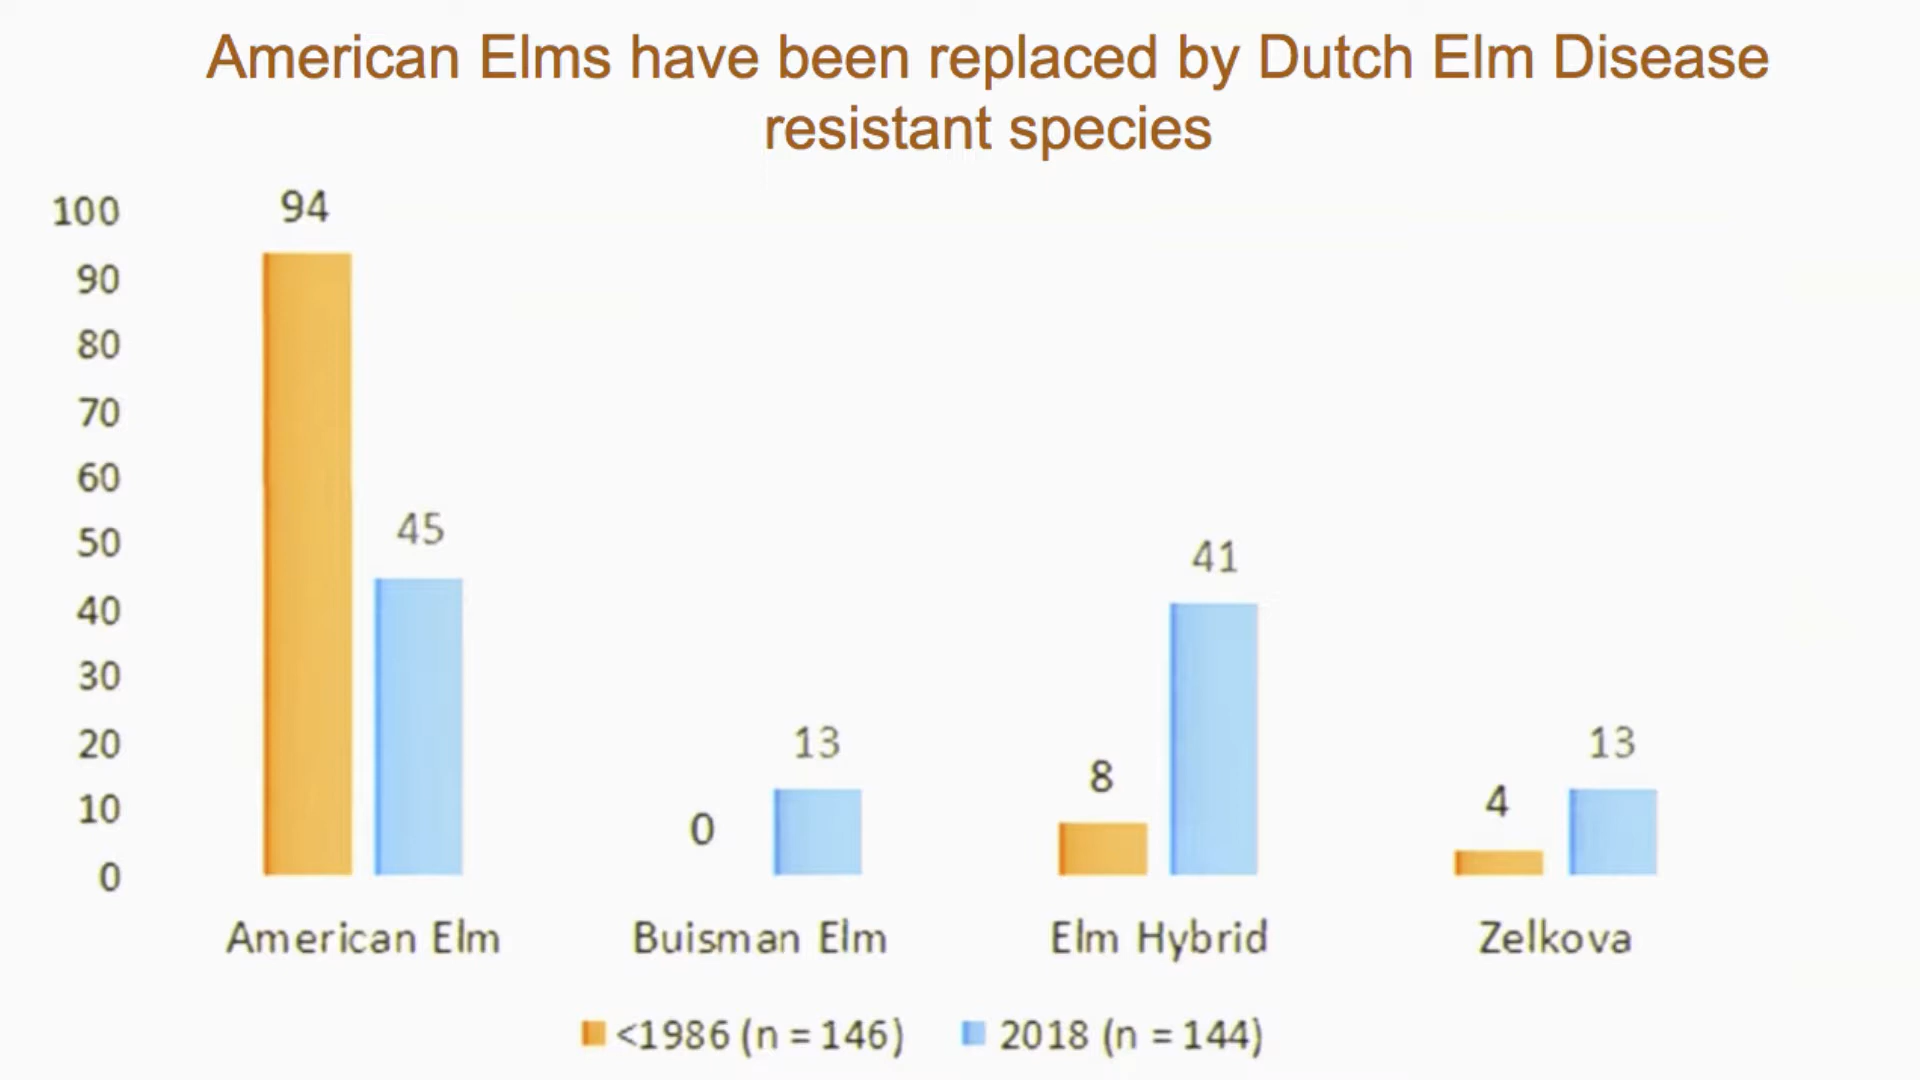 American Elms have been replaced by Dutch Elm Disease
resistant species
100
90
80
70
60
50
40
30
20
10
0
94
45
0
13
8
41
4
13
American Elm
Buisman Elm
Elm Hybrid
Zelkova
<1986 (n = 146)
2018 (n = 144)